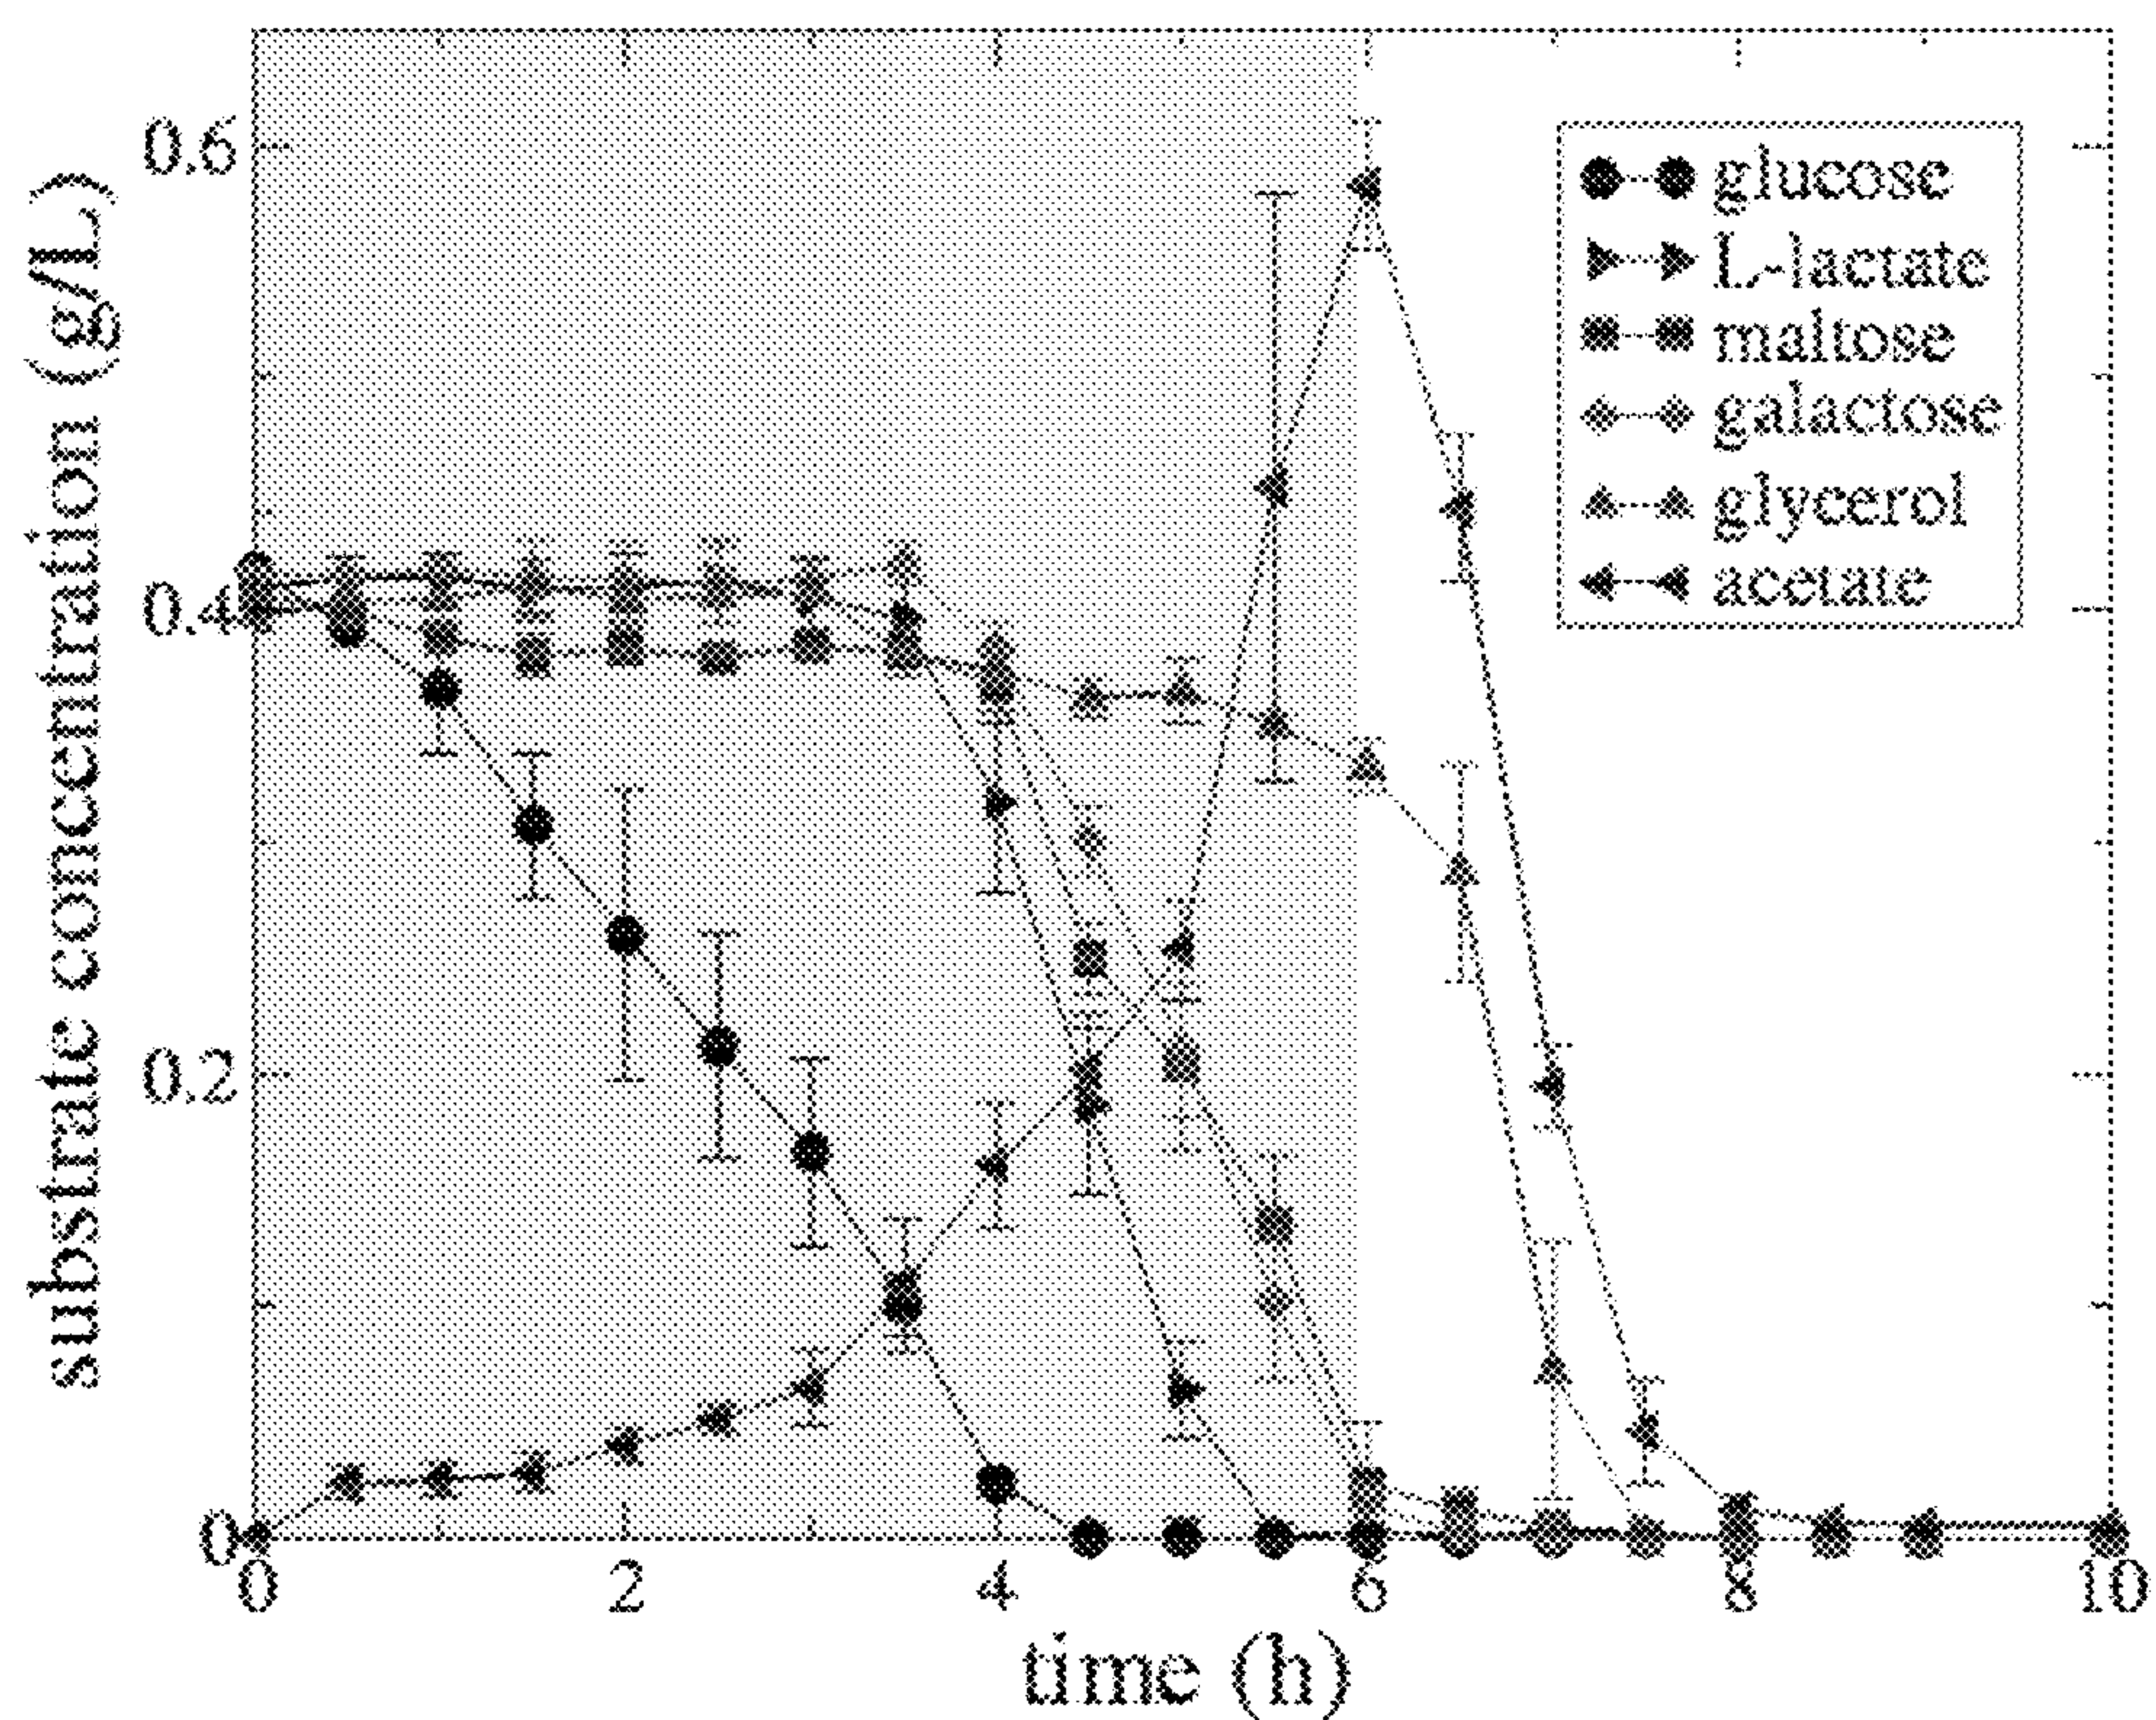 substrate concentration (g/L)
0.6
0.4
0.2
0
0 2 4 6 8 10
time (h)
glucose
L-lactate
maltose
galactose
glycerol
acetate